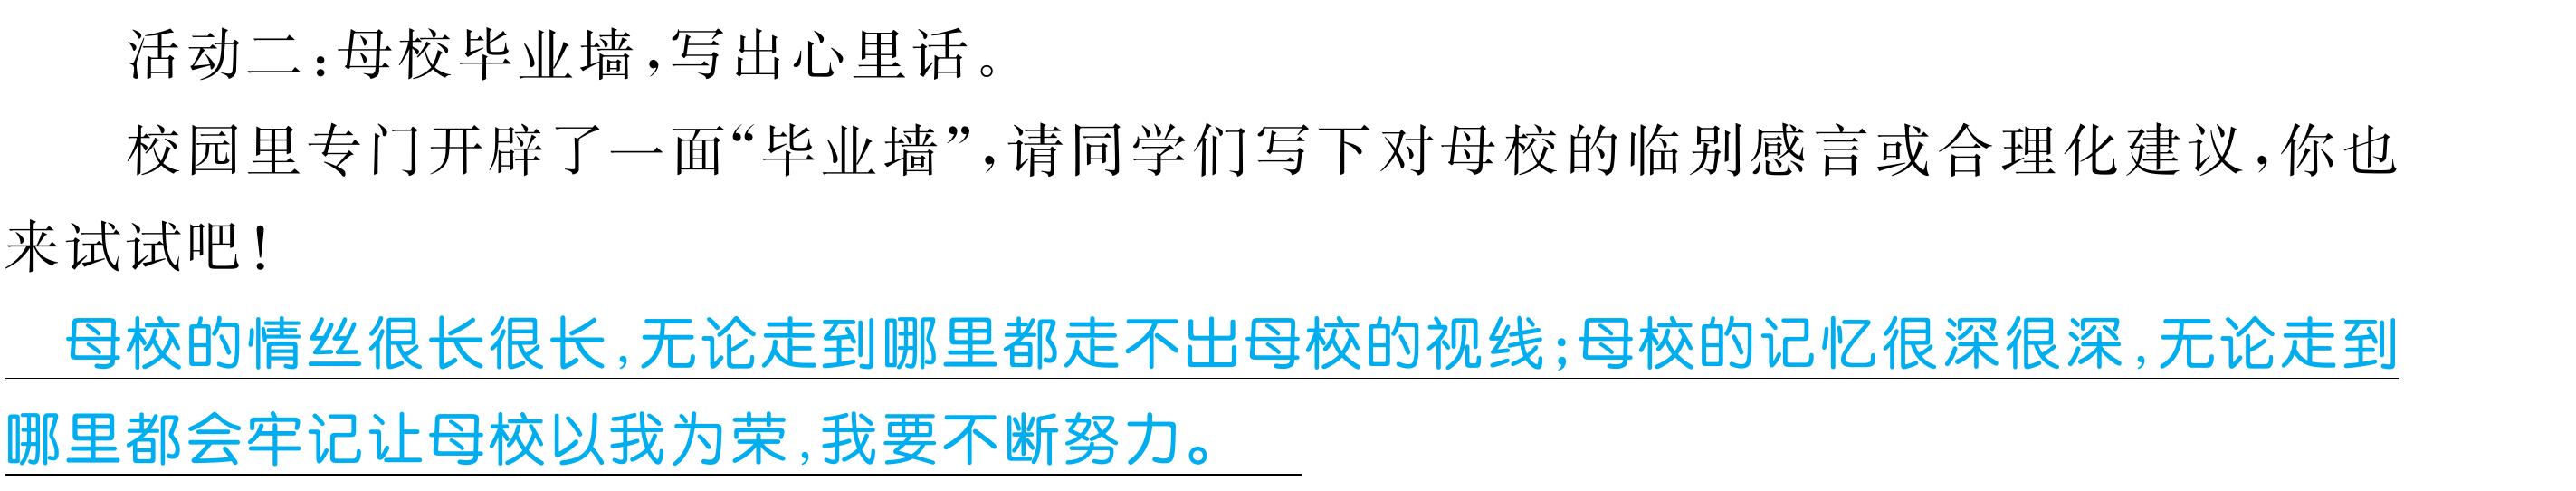 活动二：母校毕业墙，写出心里话。
校园里专门开辟了一面“毕业墙”，请同学们写下对母校的临别感言或合理化建议，你也
来试试吧！
母校的情丝很长很长，无论走到哪里都走不出母校的视线；母校的记忆很深很深，无论走到
哪里都会牢记让母校以我为荣，我要不断努力。